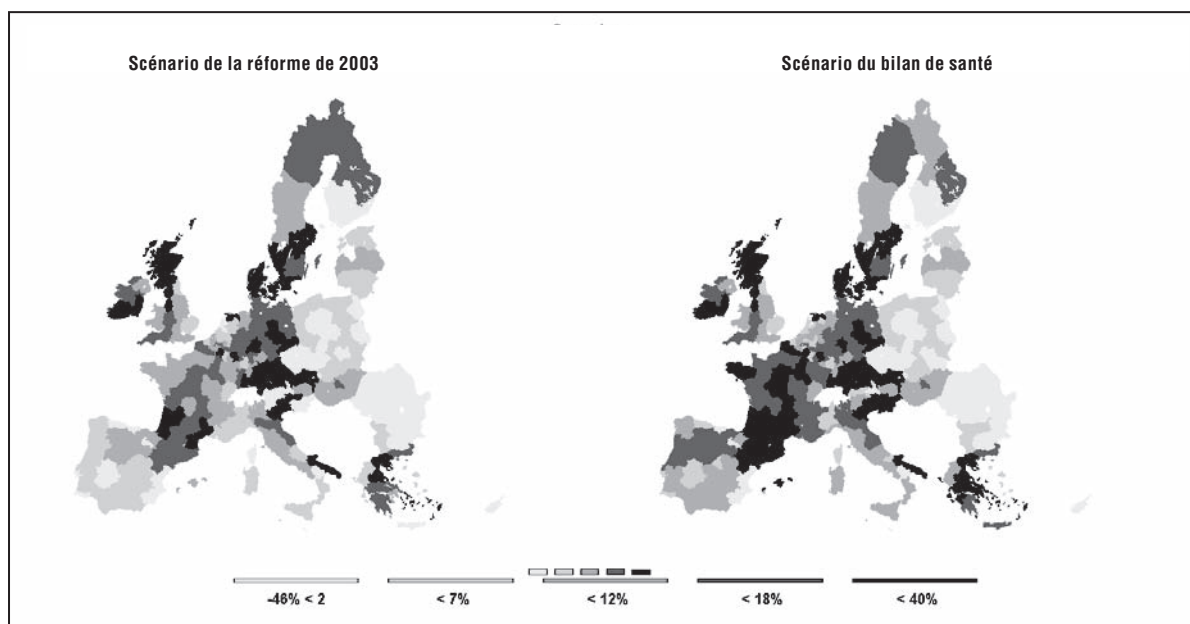 Scénario de la réforme de 2003
Scénario du bilan de santé
-46% < 2
< 7%
< 12%
< 18%
< 40%